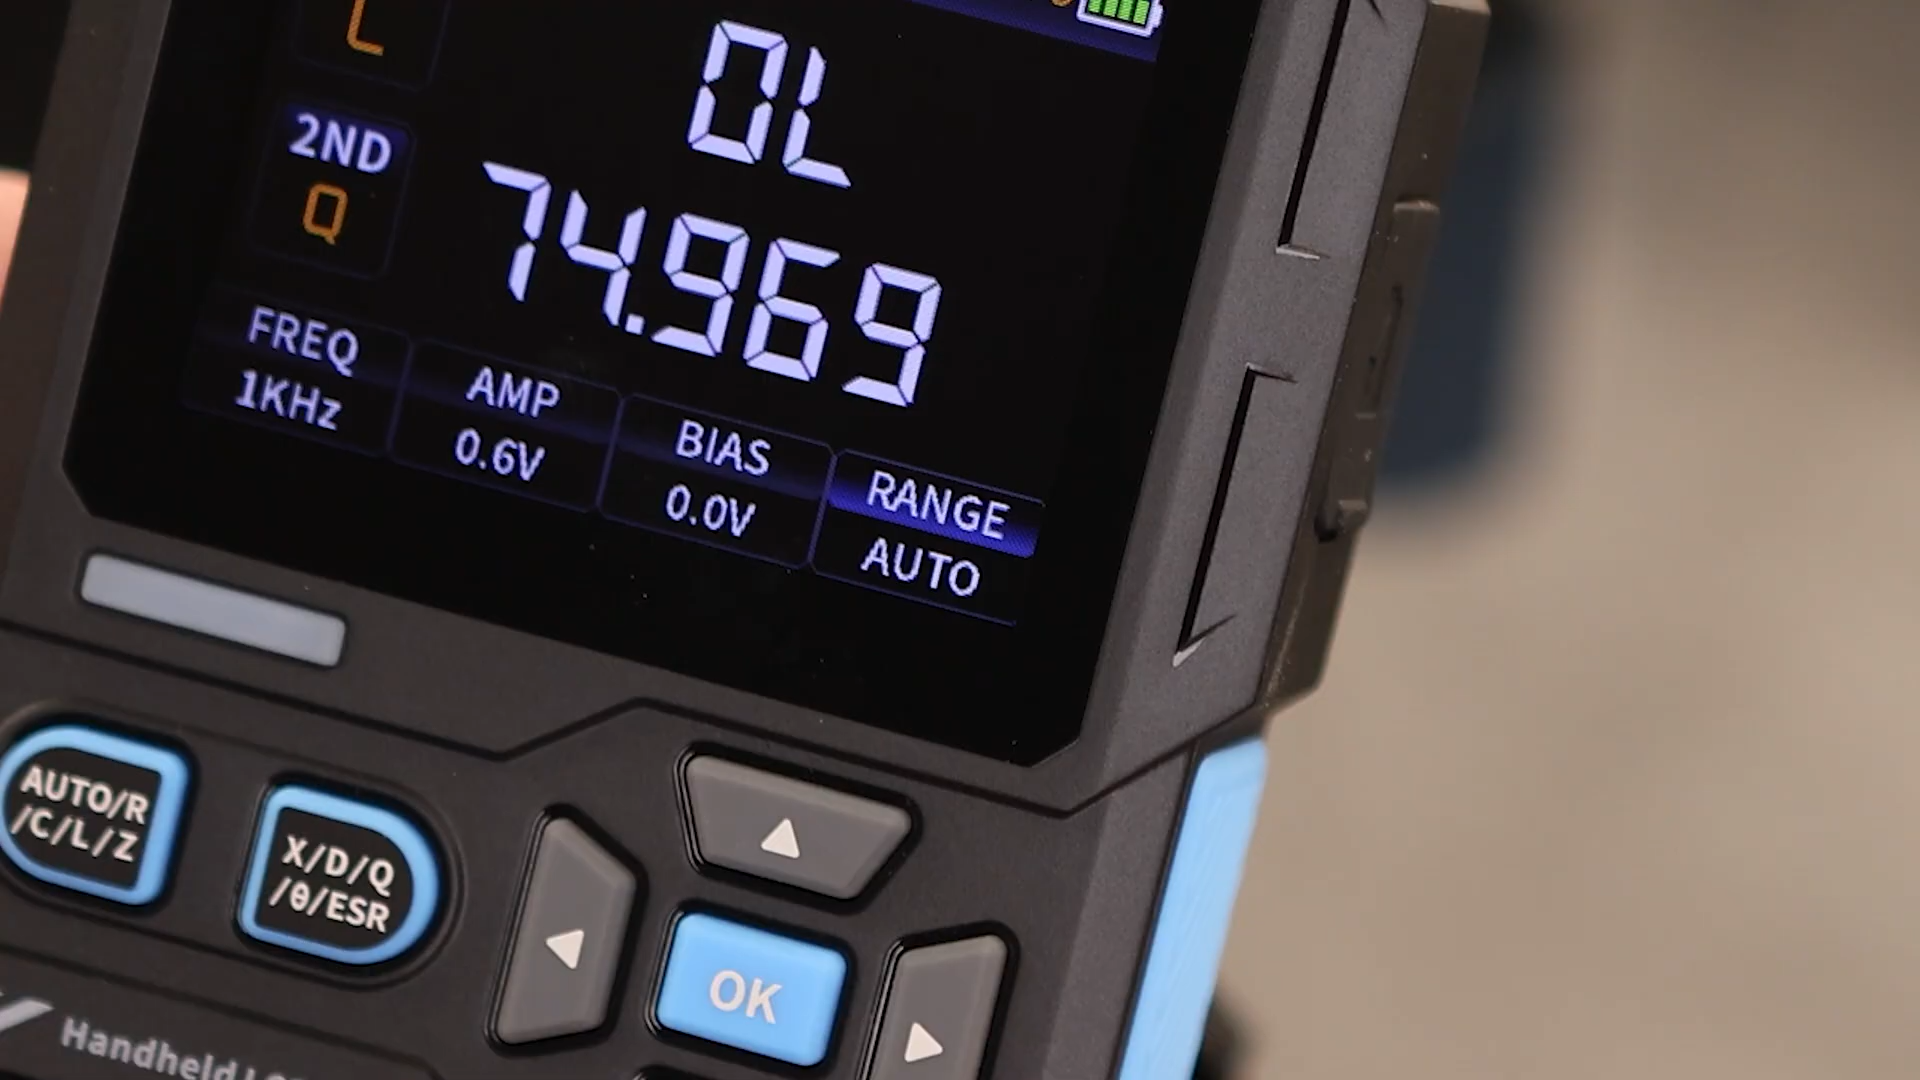 L
OL
2ND
Q
74.969
FREQ
1KHz
AMP
0.6V
BIAS
0.0V
RANGE
AUTO
AUTO/R
/C/L/Z
X/D/Q
/θ/ESR
OK
Handheld